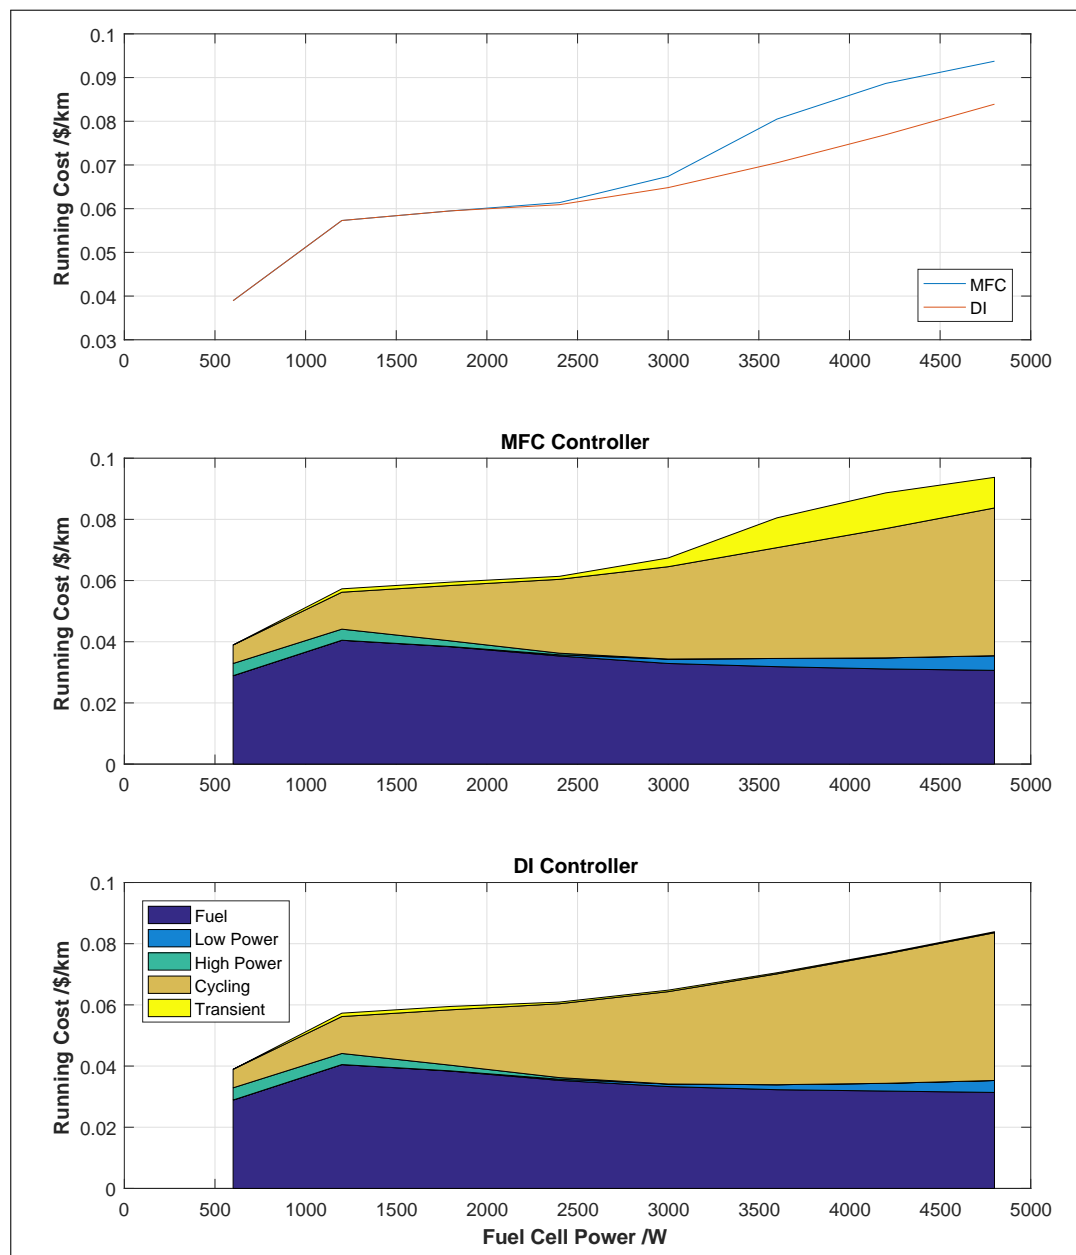 0.1
0.09
0.08
0.07
0.06
0.05
0.04
0.03
Running Cost /$/km
0 500 1000 1500 2000 2500 3000 3500 4000 4500 5000
MFC
DI
MFC Controller
0.1
0.08
0.06
0.04
0.02
0
Running Cost /$/km
0 500 1000 1500 2000 2500 3000 3500 4000 4500 5000
DI Controller
0.1
0.08
0.06
0.04
0.02
0
Running Cost /$/km
Fuel
Low Power
High Power
Cycling
Transient
0 500 1000 1500 2000 2500 3000 3500 4000 4500 5000
Fuel Cell Power /W